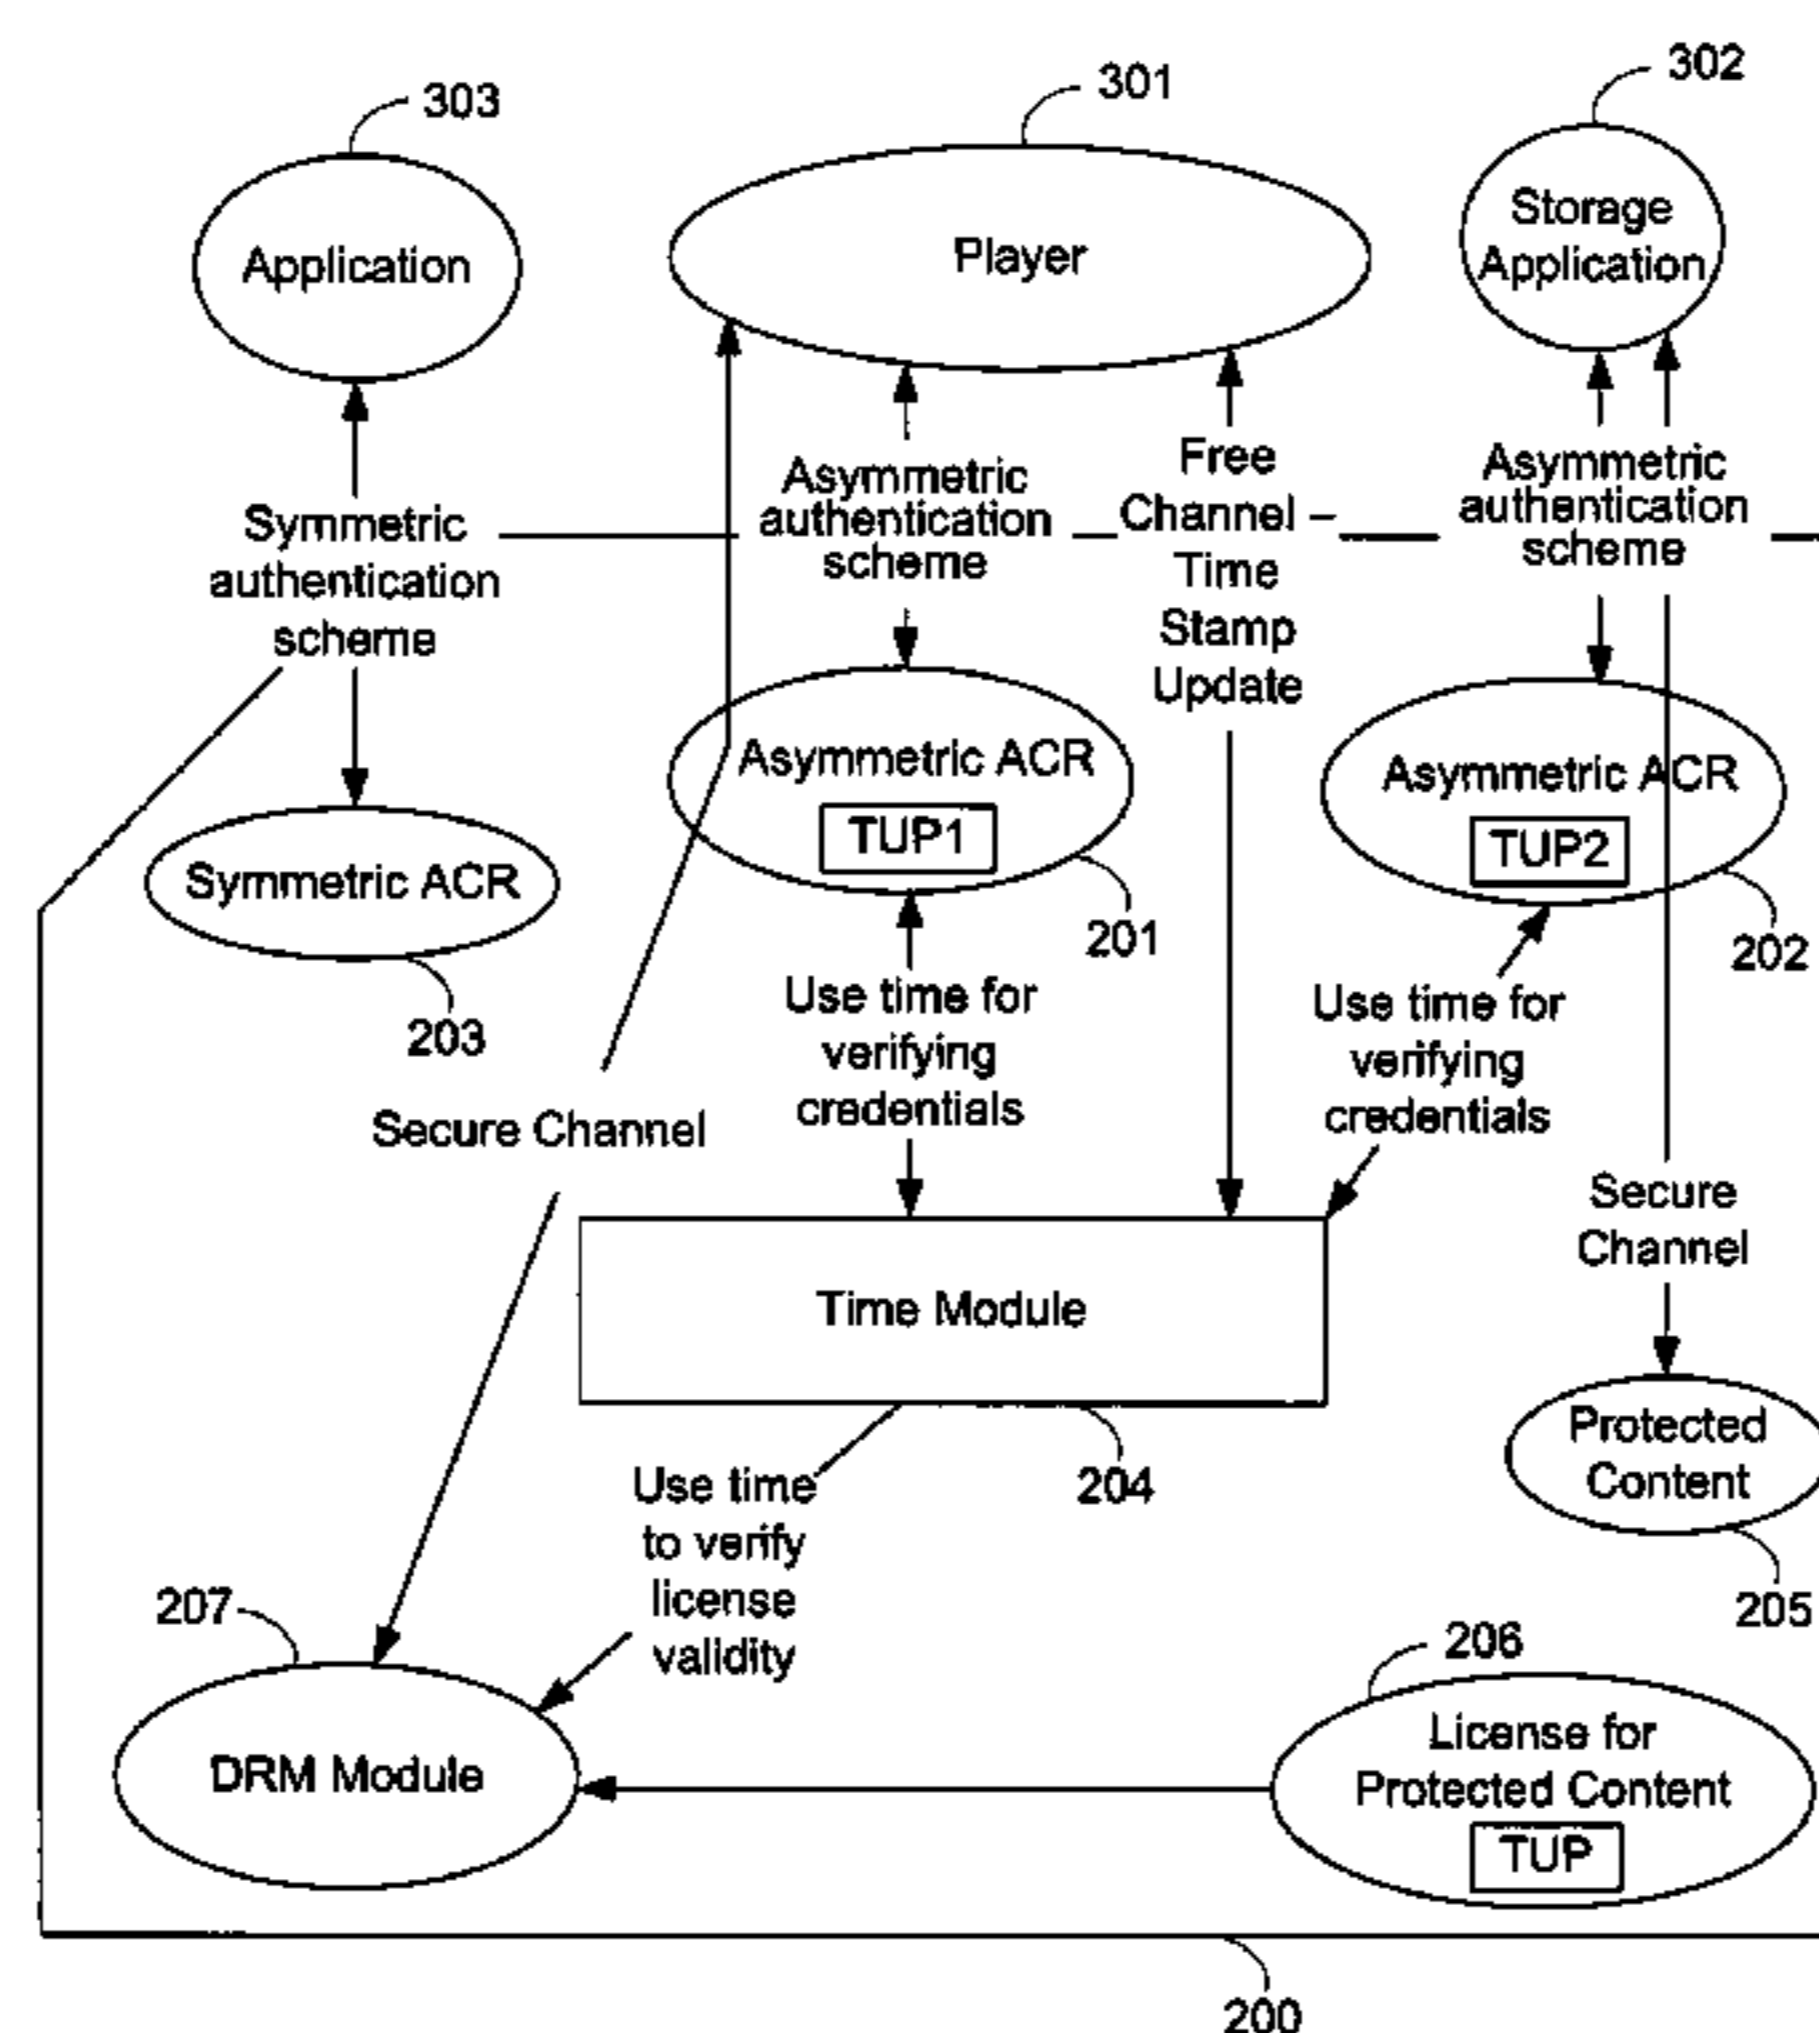 303
301
302
Application
Player
Storage
Application
Symmetric
authentication
scheme
Asymmetric
authentication
scheme
Free
Channel –
Time
Stamp
Update
Asymmetric
authentication
scheme
Symmetric ACR
203
Asymmetric ACR
TUP1
201
Asymmetric ACR
TUP2
202
Secure Channel
Use time for
verifying
credentials
Use time for
verifying
credentials
Secure
Channel
Time Module
204
Protected
Content
205
Use time
to verify
license
validity
207
DRM Module
206
License for
Protected Content
TUP
200